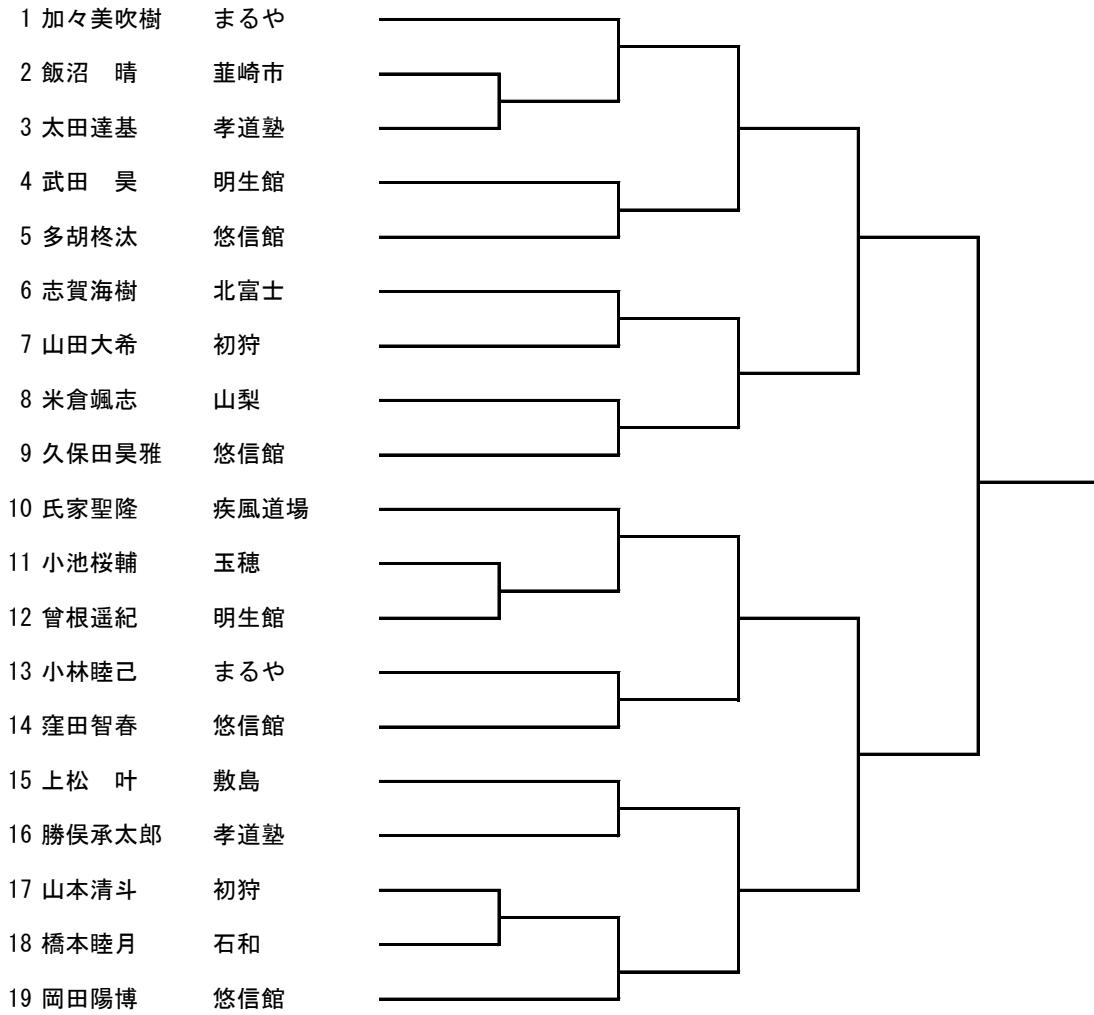 1 加々美吹樹 まるや
2 飯沼　晴 韮崎市
3 太田達基 孝道塾
4 武田　昊 明生館
5 多胡柊汰 悠信館
6 志賀海樹 北富士
7 山田大希 初狩
8 米倉颯志 山梨
9 久保田昊雅 悠信館
10 氏家聖隆 疾風道場
11 小池桜輔 玉穂
12 曾根遥紀 明生館
13 小林睦己 まるや
14 窪田智春 悠信館
15 上松　叶 敷島
16 勝俣承太郎 孝道塾
17 山本清斗 初狩
18 橋本睦月 石和
19 岡田陽博 悠信館